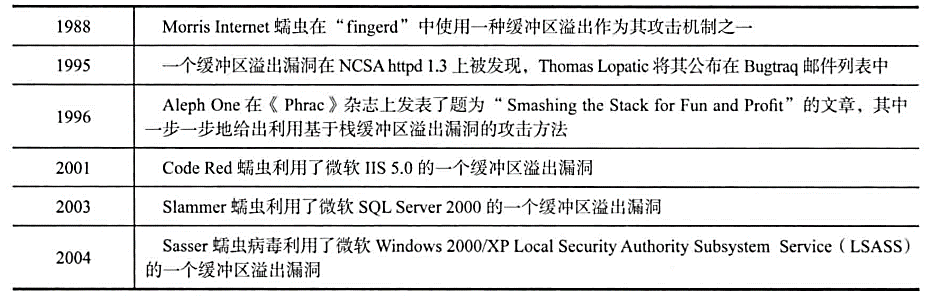 1988 Morris Internet 蠕虫在“fingerd”中使用一种缓冲区溢出作为其攻击机制之一
1995 一个缓冲区溢出漏洞在 NCSA httpd 1.3 上被发现，Thomas Lopatic 将其公布在 Bugtraq 邮件列表中
1996 Aleph One 在《 Phrac》杂志上发表了题为“ Smashing the Stack for Fun and Profit”的文章，其中
一步一步地给出利用基于栈缓冲区溢出漏洞的攻击方法
2001 Code Red 蠕虫利用了微软 IIS 5.0 的一个缓冲区溢出漏洞
2003 Slammer 蠕虫利用了微软 SQL Server 2000 的一个缓冲区溢出漏洞
2004 Sasser 蠕虫病毒利用了微软 Windows 2000/XP Local Security Authority Subsystem Service（LSASS）
的一个缓冲区溢出漏洞